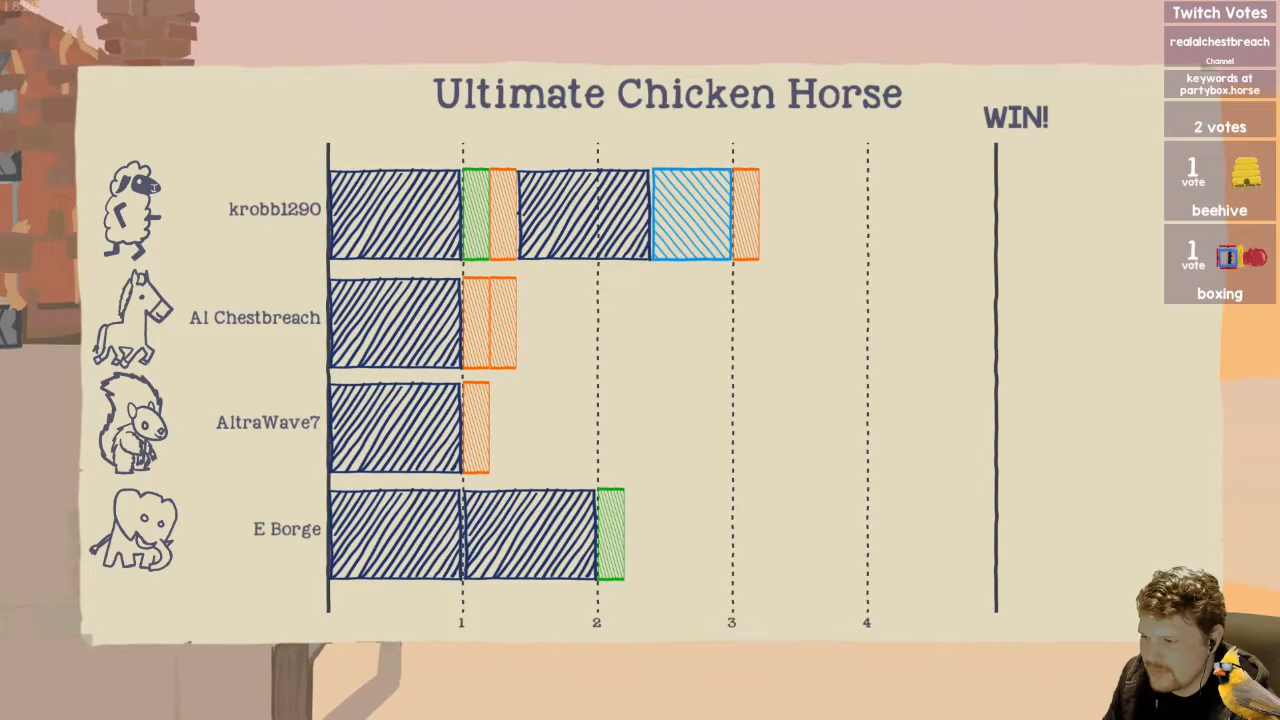 Ultimate Chicken Horse
WIN!
krobb1290
Al Chestbreach
AltraWave7
E Borge
1 2 3 4
Twitch Votes
realalchestbreach
Channel
keywords at
partybox.horse
2 votes
1
vote
beehive
1
vote
boxing